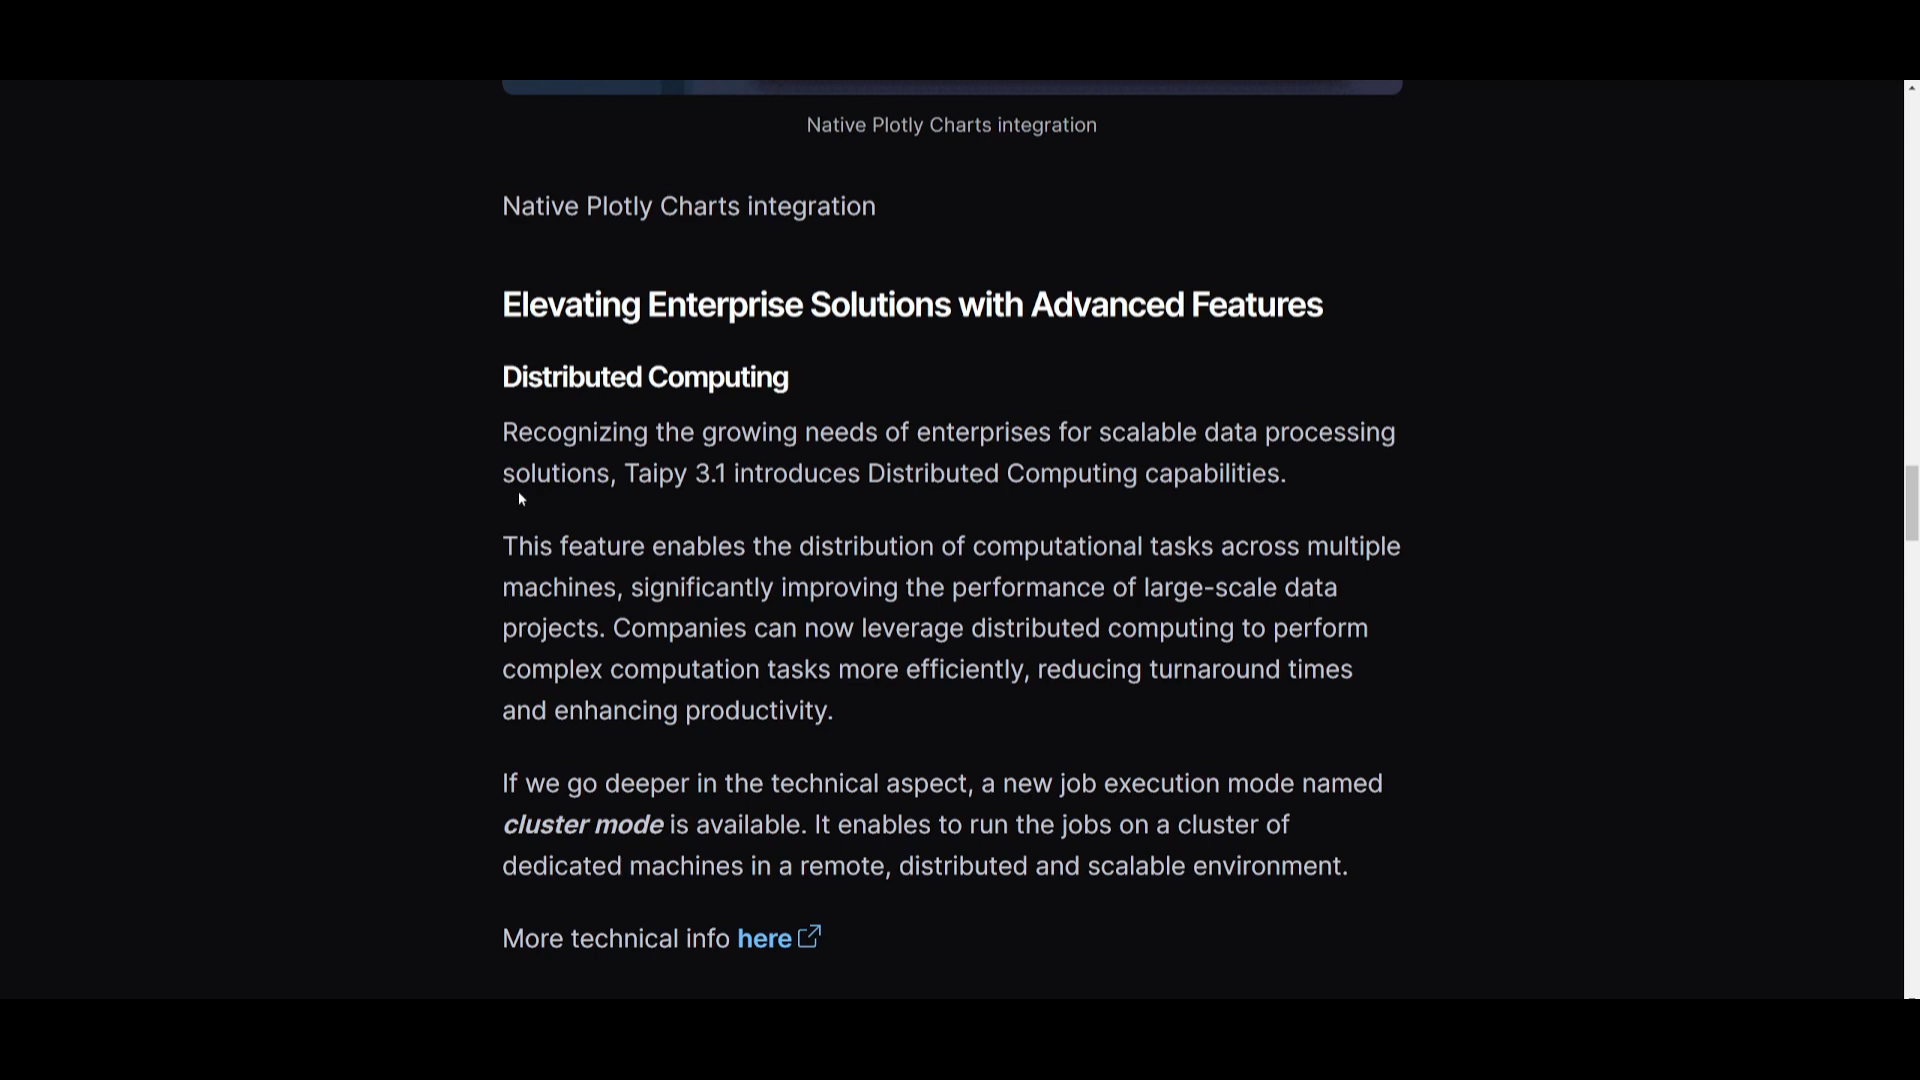 Native Plotly Charts integration
Native Plotly Charts integration
Elevating Enterprise Solutions with Advanced Features
Distributed Computing
Recognizing the growing needs of enterprises for scalable data processing
solutions, Taipy 3.1 introduces Distributed Computing capabilities.
This feature enables the distribution of computational tasks across multiple
machines, significantly improving the performance of large-scale data
projects. Companies can now leverage distributed computing to perform
complex computation tasks more efficiently, reducing turnaround times
and enhancing productivity.
If we go deeper in the technical aspect, a new job execution mode named
cluster mode is available. It enables to run the jobs on a cluster of
dedicated machines in a remote, distributed and scalable environment.
More technical info here